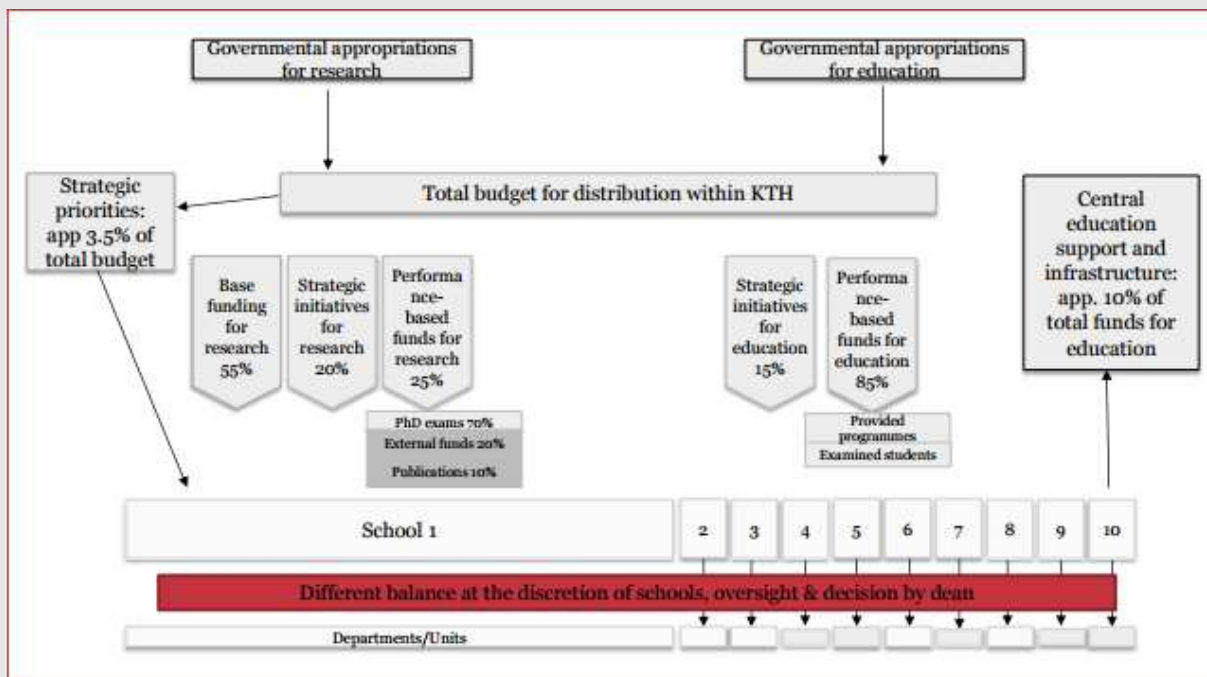 Governmental appropriations
for research
Governmental appropriations
for education
Strategic
priorities:
app 3.5% of
total budget
Total budget for distribution within KTH
Central
education
support and
infrastructure:
app. 10% of
total funds for
education
Base
funding
for
research
55%
Strategic
initiatives
for
research
20%
Performa
nce-
based
funds for
research
25%
Strategic
initiatives
for
education
15%
Performa
nce-
based
funds for
education
85%
PhD exams 70%
External funds 20%
Publications 10%
Provided
programmes
Examined students
School 1
2
3
4
5
6
7
8
9
10
Different balance at the discretion of schools, oversight & decision by dean
Departments/Units